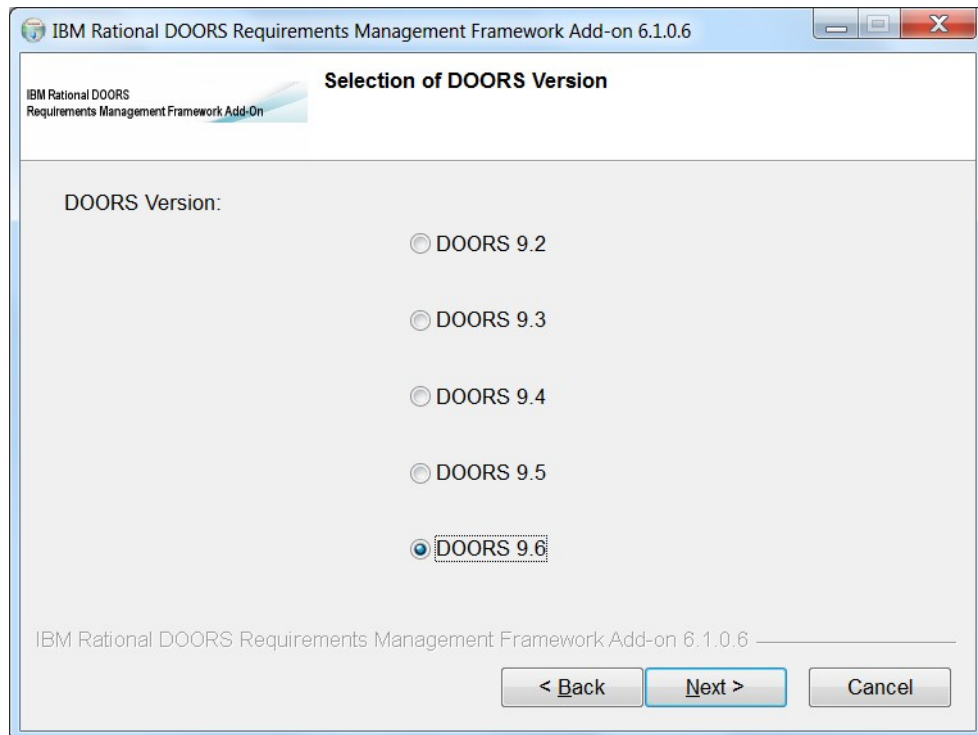 IBM Rational DOORS Requirements Management Framework Add-on 6.1.0.6
Selection of DOORS Version
IBM Rational DOORS
Requirements Management Framework Add-On
DOORS Version:
DOORS 9.2
DOORS 9.3
DOORS 9.4
DOORS 9.5
DOORS 9.6
IBM Rational DOORS Requirements Management Framework Add-on 6.1.0.6
< Back
Next >
Cancel